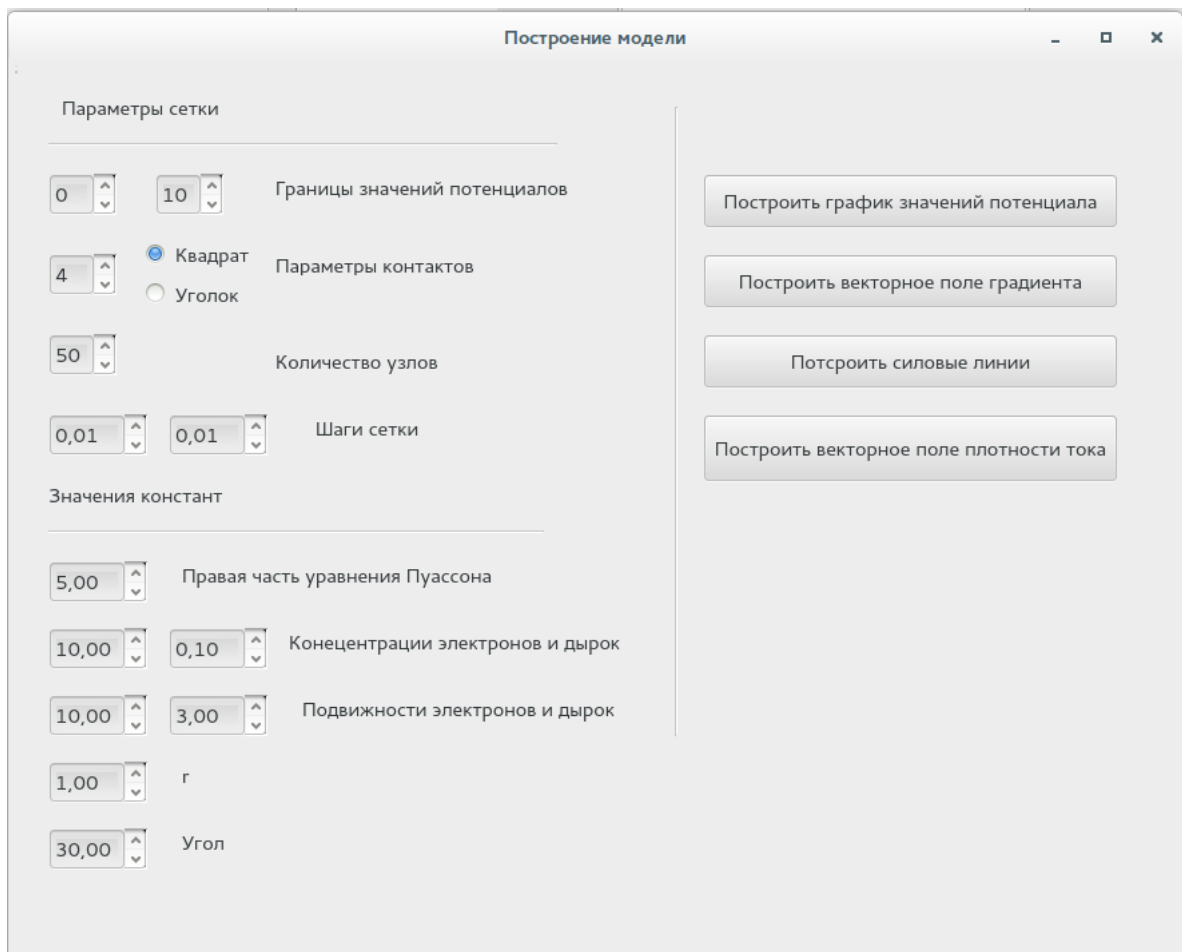 Построение модели
Параметры сетки
0 10 Границы значений потенциалов
4 Квадрат Параметры контактов
Уголок
50 Количество узлов
0,01 0,01 Шаги сетки
Значения констант
5,00 Правая часть уравнения Пуассона
10,00 0,10 Конецентрации электронов и дырок
10,00 3,00 Подвижности электронов и дырок
1,00 r
30,00 Угол
Построить график значений потенциала
Построить векторное поле градиента
Потсроить силовые линии
Построить векторное поле плотности тока